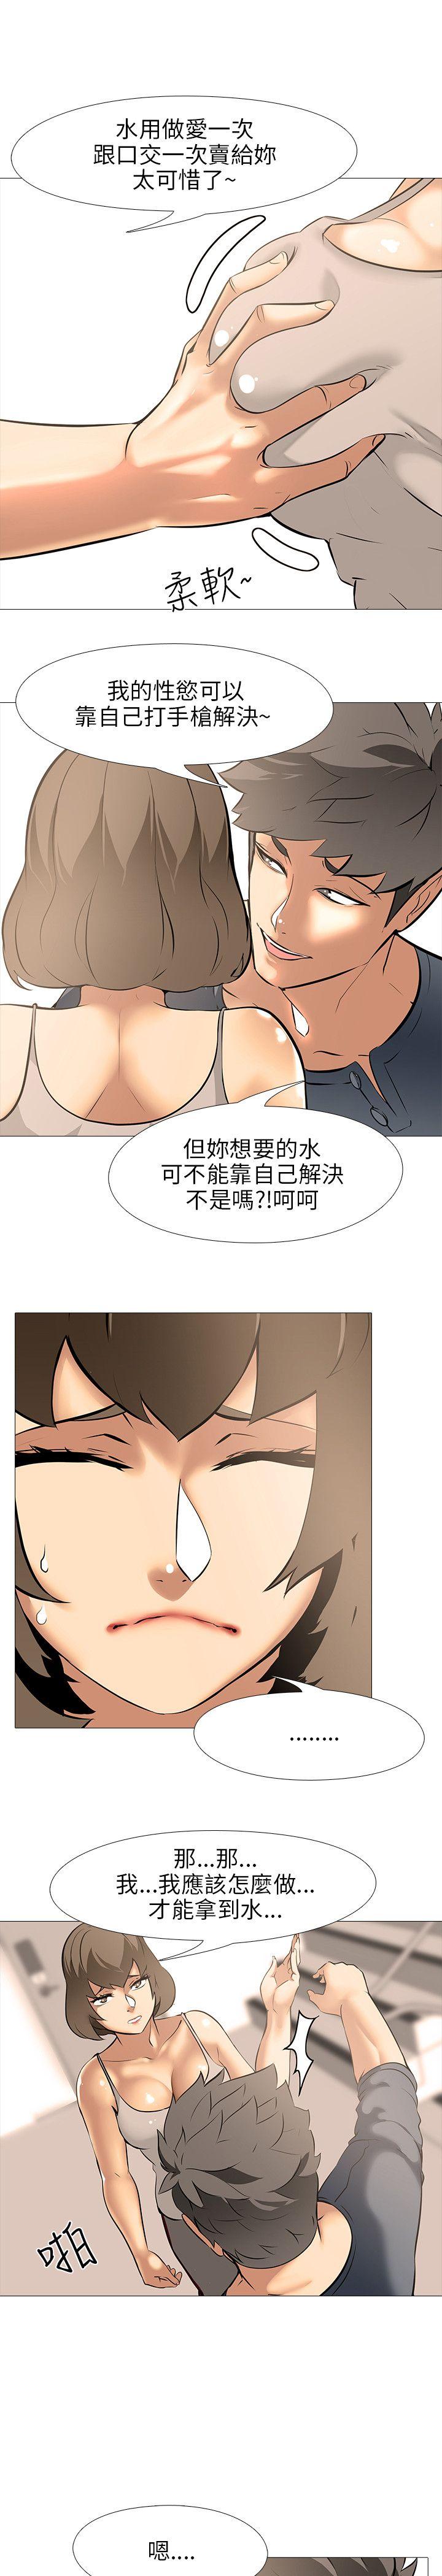 水用做愛一次
跟口交一次賣給妳
太可惜了~
柔軟~
我的性慾可以
靠自己打手槍解決~
但妳想要的水
可不能靠自己解決
不是嗎?!呵呵
........
那...那...
我...我應該怎麼做...
才能拿到水...
啪
嗯....